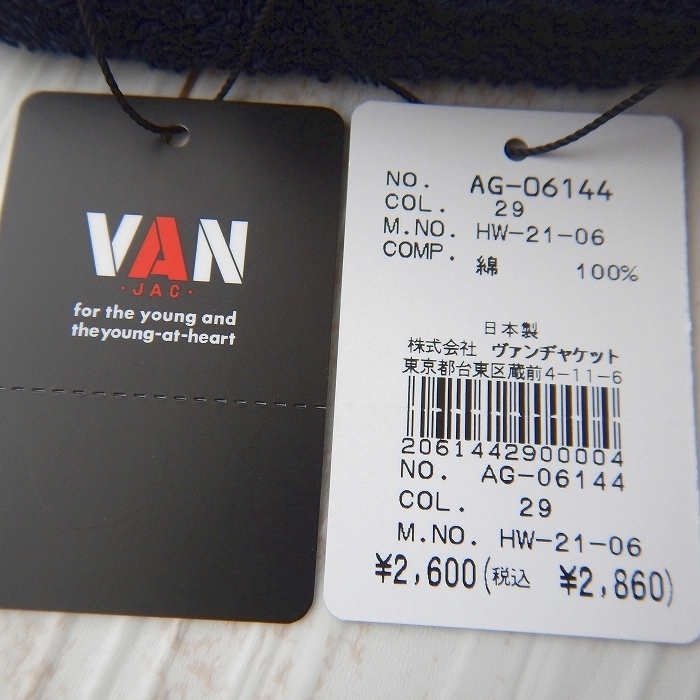 VAN
・JAC・
for the young and
the young-at-heart
NO. AG-06144
COL. 29
M.NO. HW-21-06
COMP. 綿 100%
日本製
株式会社 ヴァンヂャケット
東京都台東区蔵前4-11-6
2061442900004
NO. AG-06144
COL. 29
M.NO. HW-21-06
¥2,600(税込 ¥2,860)